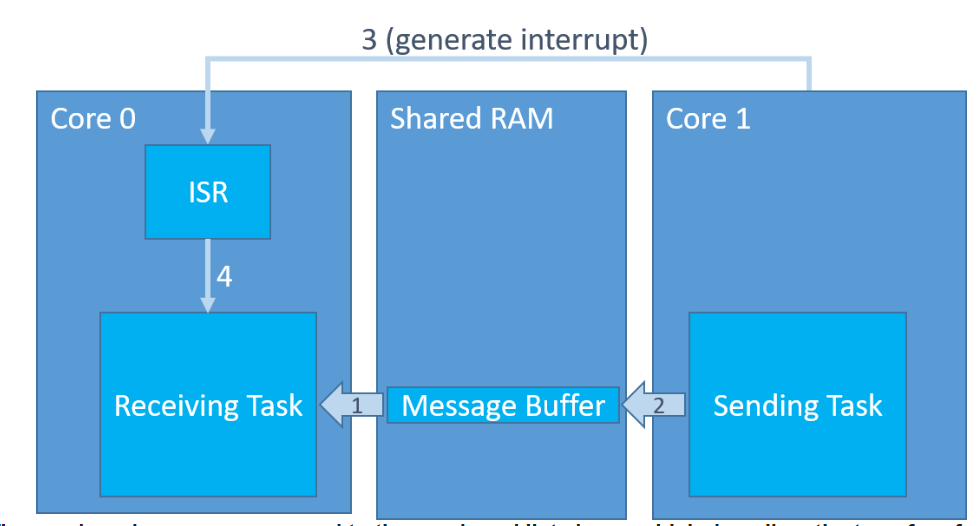 3 (generate interrupt)
Core 0
Shared RAM
Core 1
ISR
4
Receiving Task
1
Message Buffer
2
Sending Task